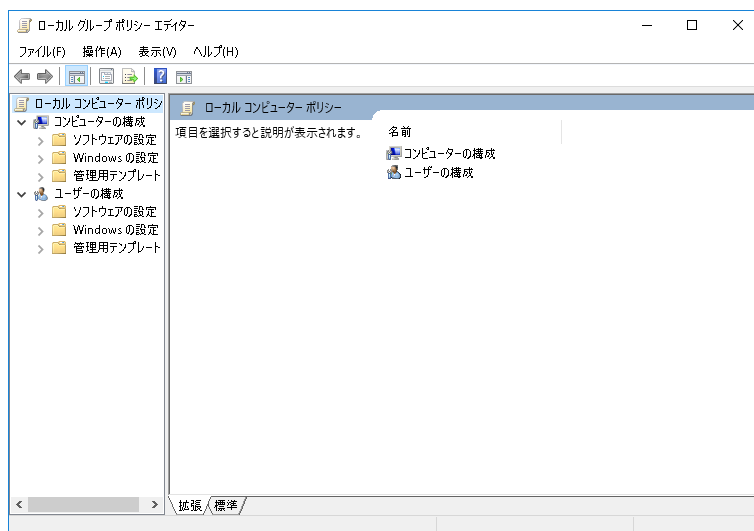 ローカル グループ ポリシー エディター
ファイル(F) 操作(A) 表示(V) ヘルプ(H)
ローカル コンピューター ポリシ
コンピューターの構成
ソフトウェアの設定
Windows の設定
管理用テンプレート
ユーザーの構成
ソフトウェアの設定
Windows の設定
管理用テンプレート
ローカル コンピューター ポリシー
項目を選択すると説明が表示されます。
名前
コンピューターの構成
ユーザーの構成
拡張 標準